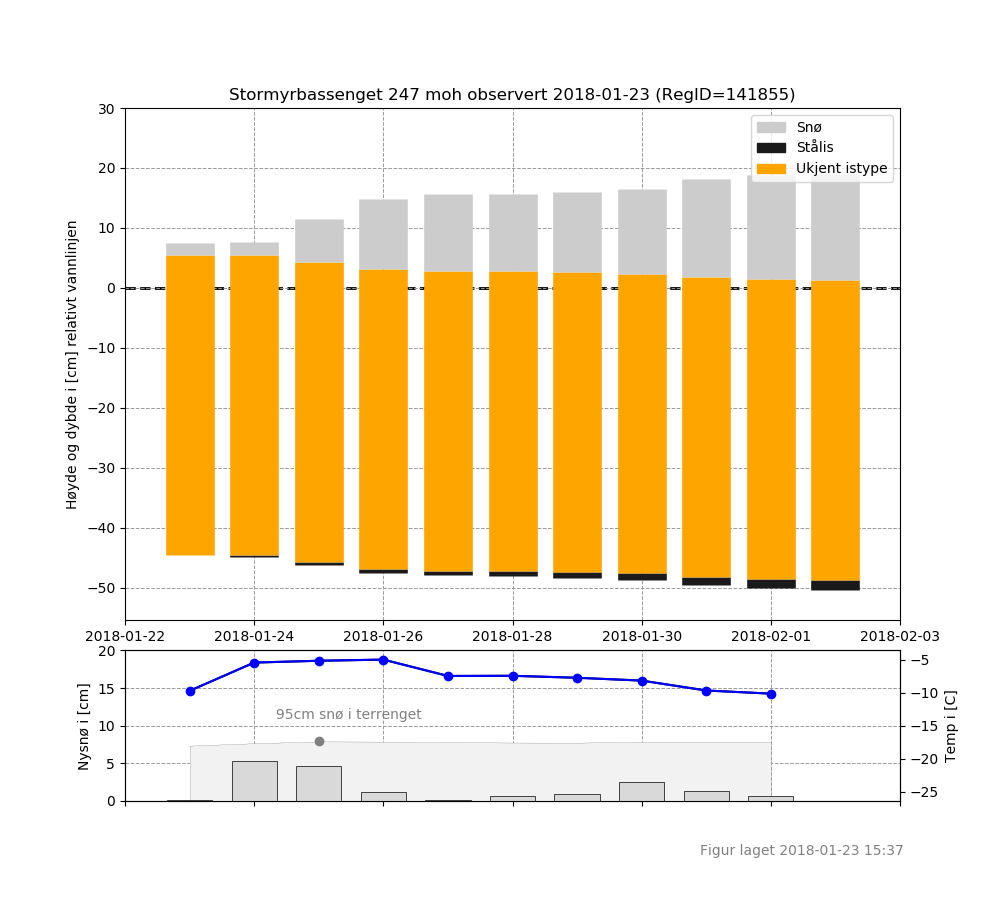 Stormyrbassenget 247 moh observert 2018-01-23 (RegID=141855)
Snø
Stålis
Ukjent istype
Høyde og dybde i [cm] relativt vannlinjen
30
20
10
0
−10
−20
−30
−40
−50
2018-01-22 2018-01-24 2018-01-26 2018-01-28 2018-01-30 2018-02-01 2018-02-03
Nysnø i [cm]
20
15
10
5
0
95cm snø i terrenget
−5
−10
−15
−20
−25
Temp i [C]
Figur laget 2018-01-23 15:37